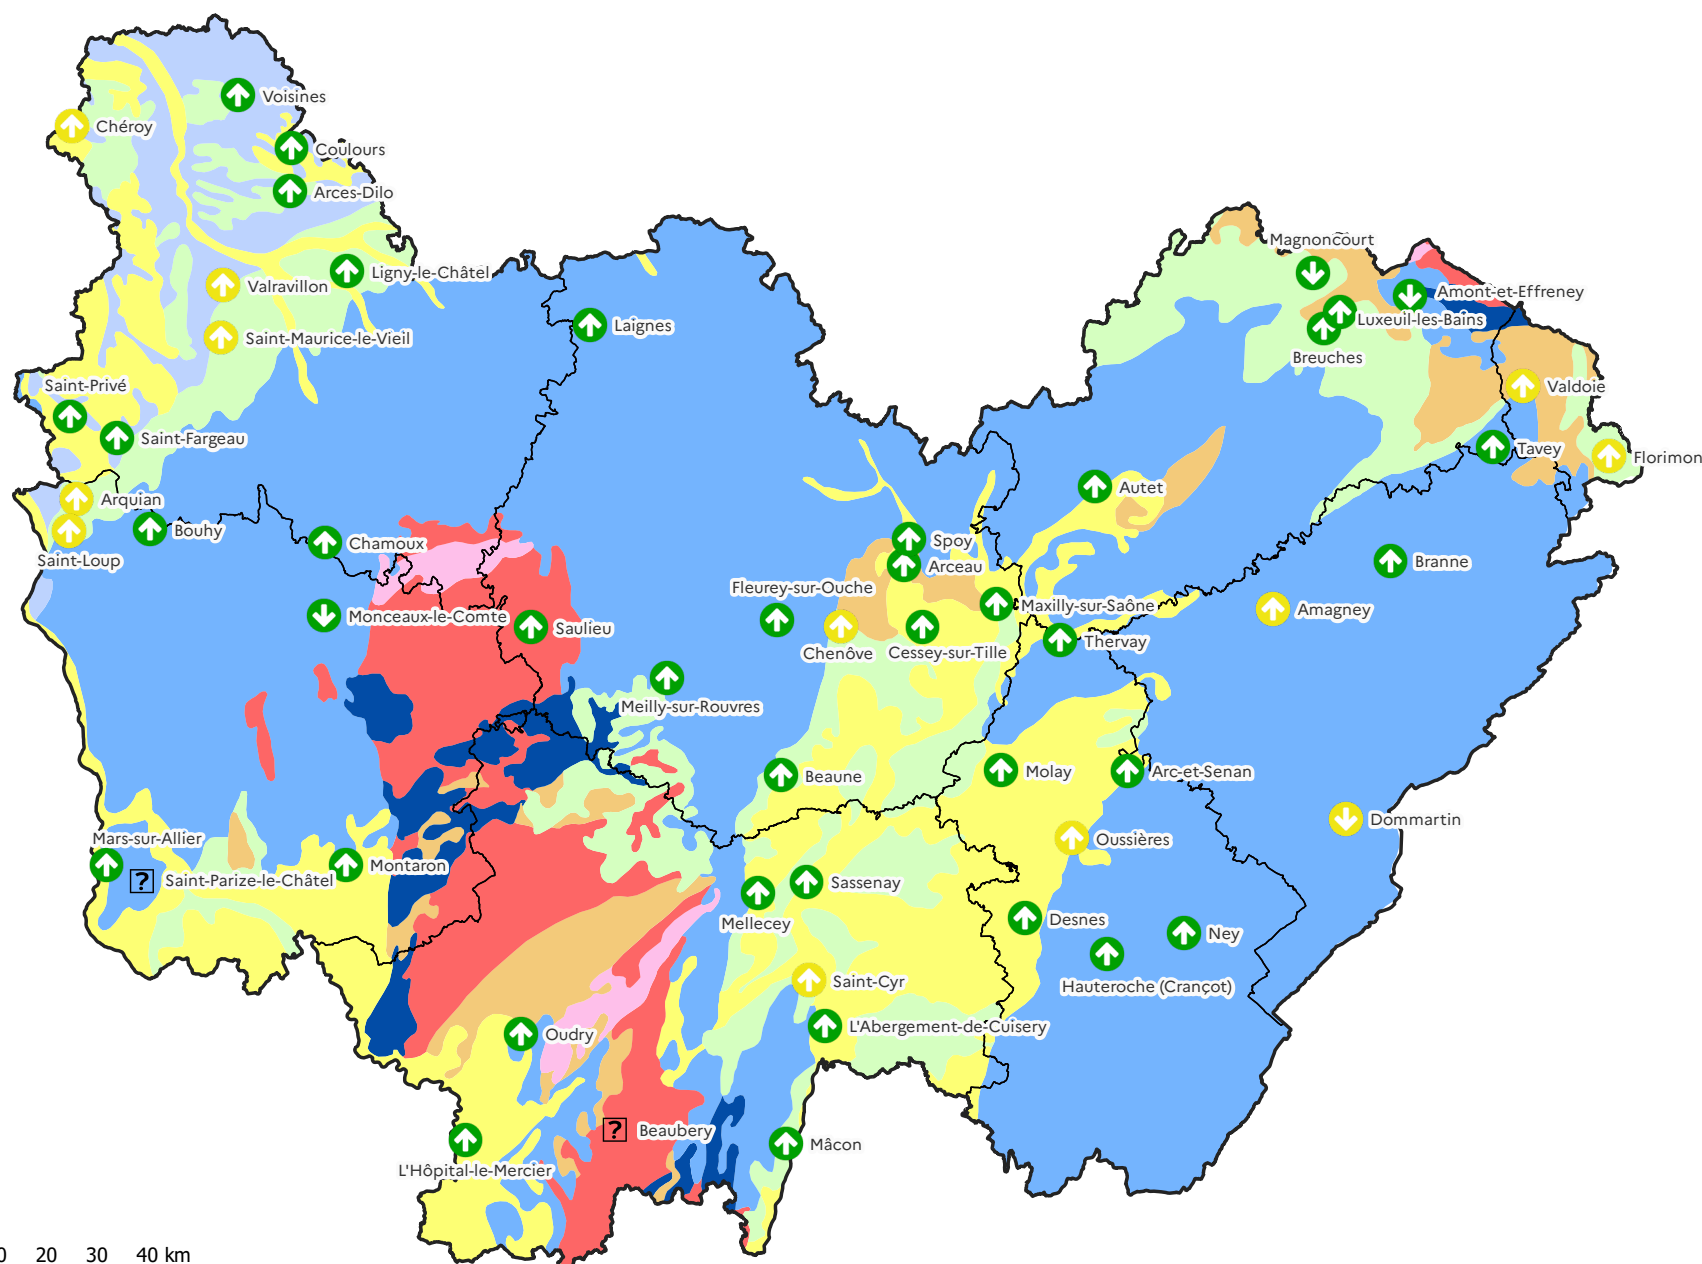 Voisines
Chéroy
Coulours
Arces-Dilo
Magnoncourt
Ligny-le-Châtel
Valravillon
Amont-et-Effreney
Luxeuil-les-Bains
Laignes
Saint-Maurice-le-Vieil
Breuches
Saint-Privé
Valdoie
Saint-Fargeau
Tavey
Florimon
Autet
Arquian
Bouhy
Spoy
Chamoux
Saint-Loup
Arceau
Branne
Fleurey-sur-Ouche
Maxilly-sur-Saône
Amagney
Monceaux-le-Comte
Saulieu
Thervay
Chenôve
Cessey-sur-Tille
Meilly-sur-Rouvres
Molay
Arc-et-Senan
Beaune
Dommartin
Mars-sur-Allier
Oussières
Montaron
?
Saint-Parize-le-Châtel
Sassenay
Mellecey
Desnes
Ney
Saint-Cyr
Hauteroche (Crançot)
L'Abergement-de-Cuisery
Oudry
?
Beaubery
Mâcon
L'Hôpital-le-Mercier
0 20 30 40 km